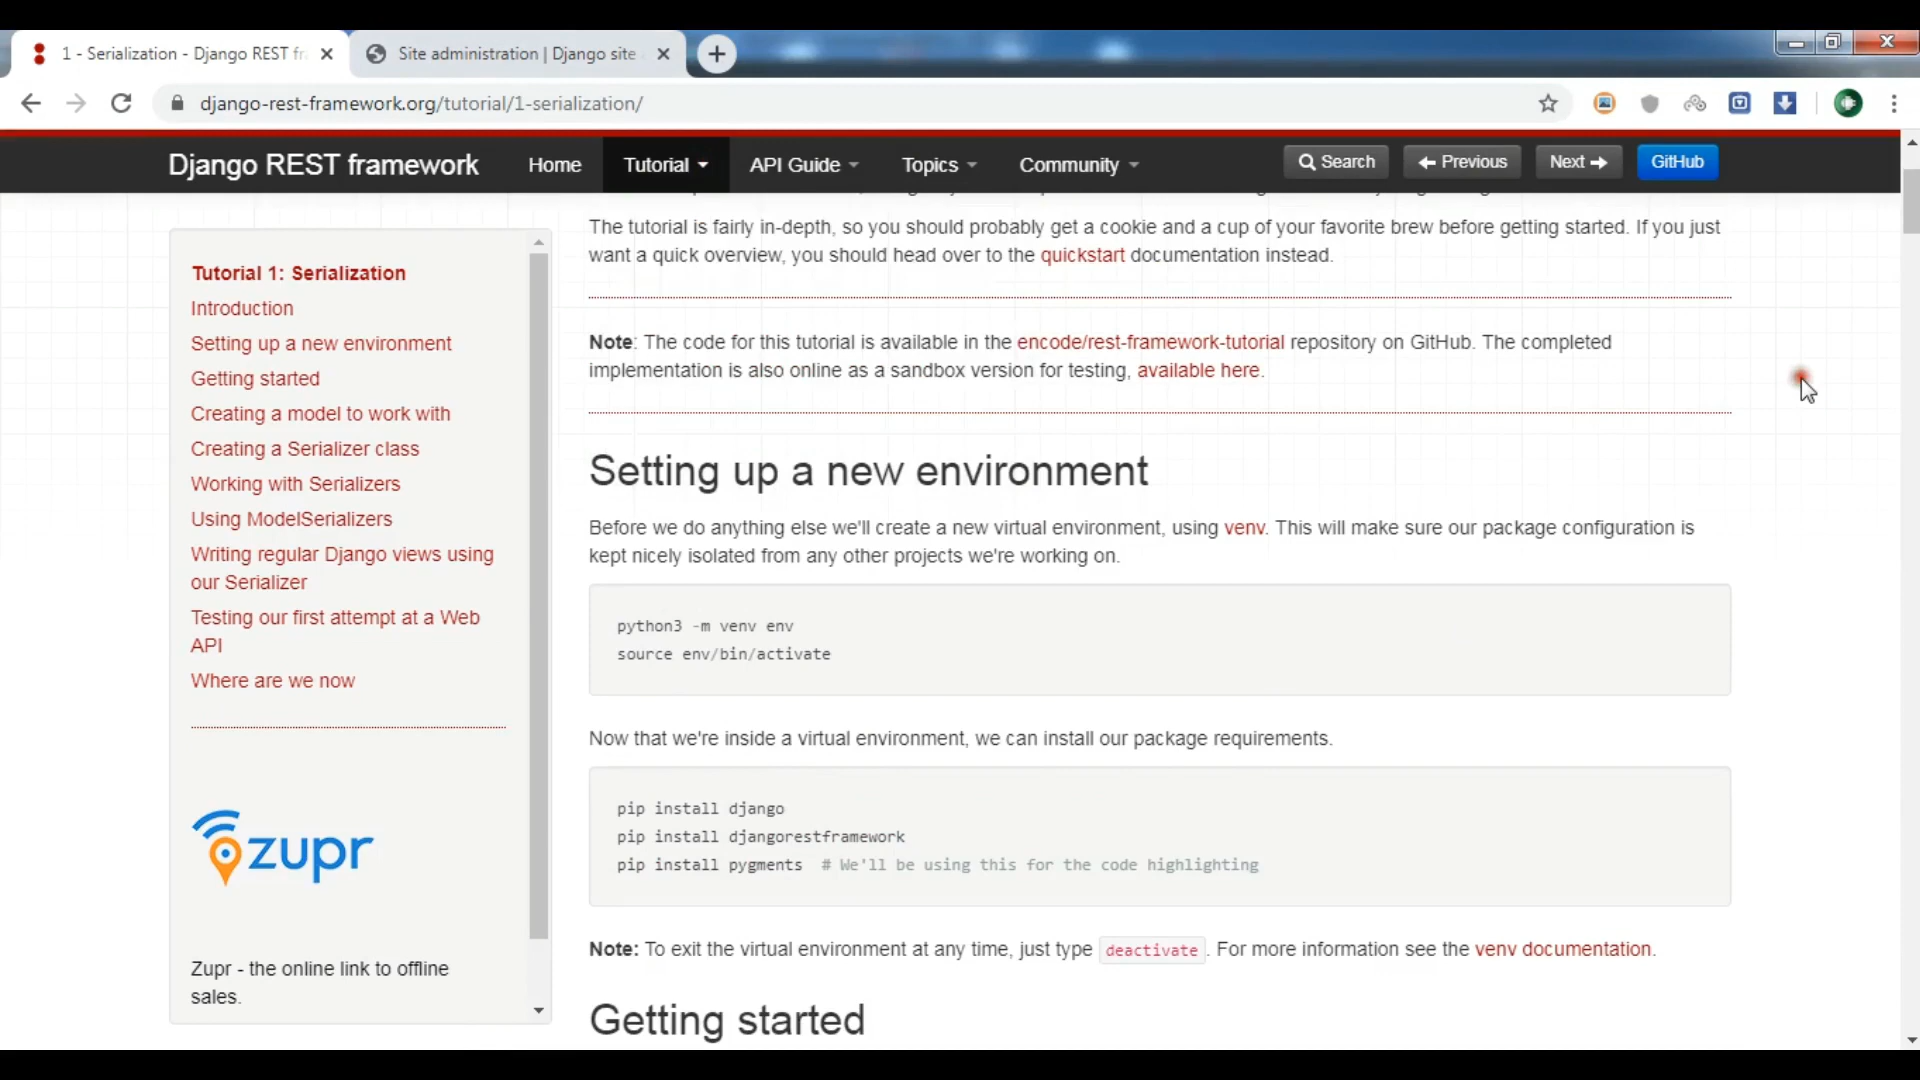 1 - Serialization - Django REST fr
Site administration | Django site
django-rest-framework.org/tutorial/1-serialization/
Django REST framework Home Tutorial API Guide Topics Community Search Previous Next GitHub
The tutorial is fairly in-depth, so you should probably get a cookie and a cup of your favorite brew before getting started. If you just
want a quick overview, you should head over to the quickstart documentation instead.
Note: The code for this tutorial is available in the encode/rest-framework-tutorial repository on GitHub. The completed
implementation is also online as a sandbox version for testing, available here.
Setting up a new environment
Before we do anything else we'll create a new virtual environment, using venv. This will make sure our package configuration is
kept nicely isolated from any other projects we're working on.
python3 -m venv env
source env/bin/activate
Now that we're inside a virtual environment, we can install our package requirements.
pip install django
pip install djangorestframework
pip install pygments # We'll be using this for the code highlighting
Note: To exit the virtual environment at any time, just type deactivate. For more information see the venv documentation.
Getting started
Tutorial 1: Serialization
Introduction
Setting up a new environment
Getting started
Creating a model to work with
Creating a Serializer class
Working with Serializers
Using ModelSerializers
Writing regular Django views using
our Serializer
Testing our first attempt at a Web
API
Where are we now
zupr
Zupr - the online link to offline
sales.